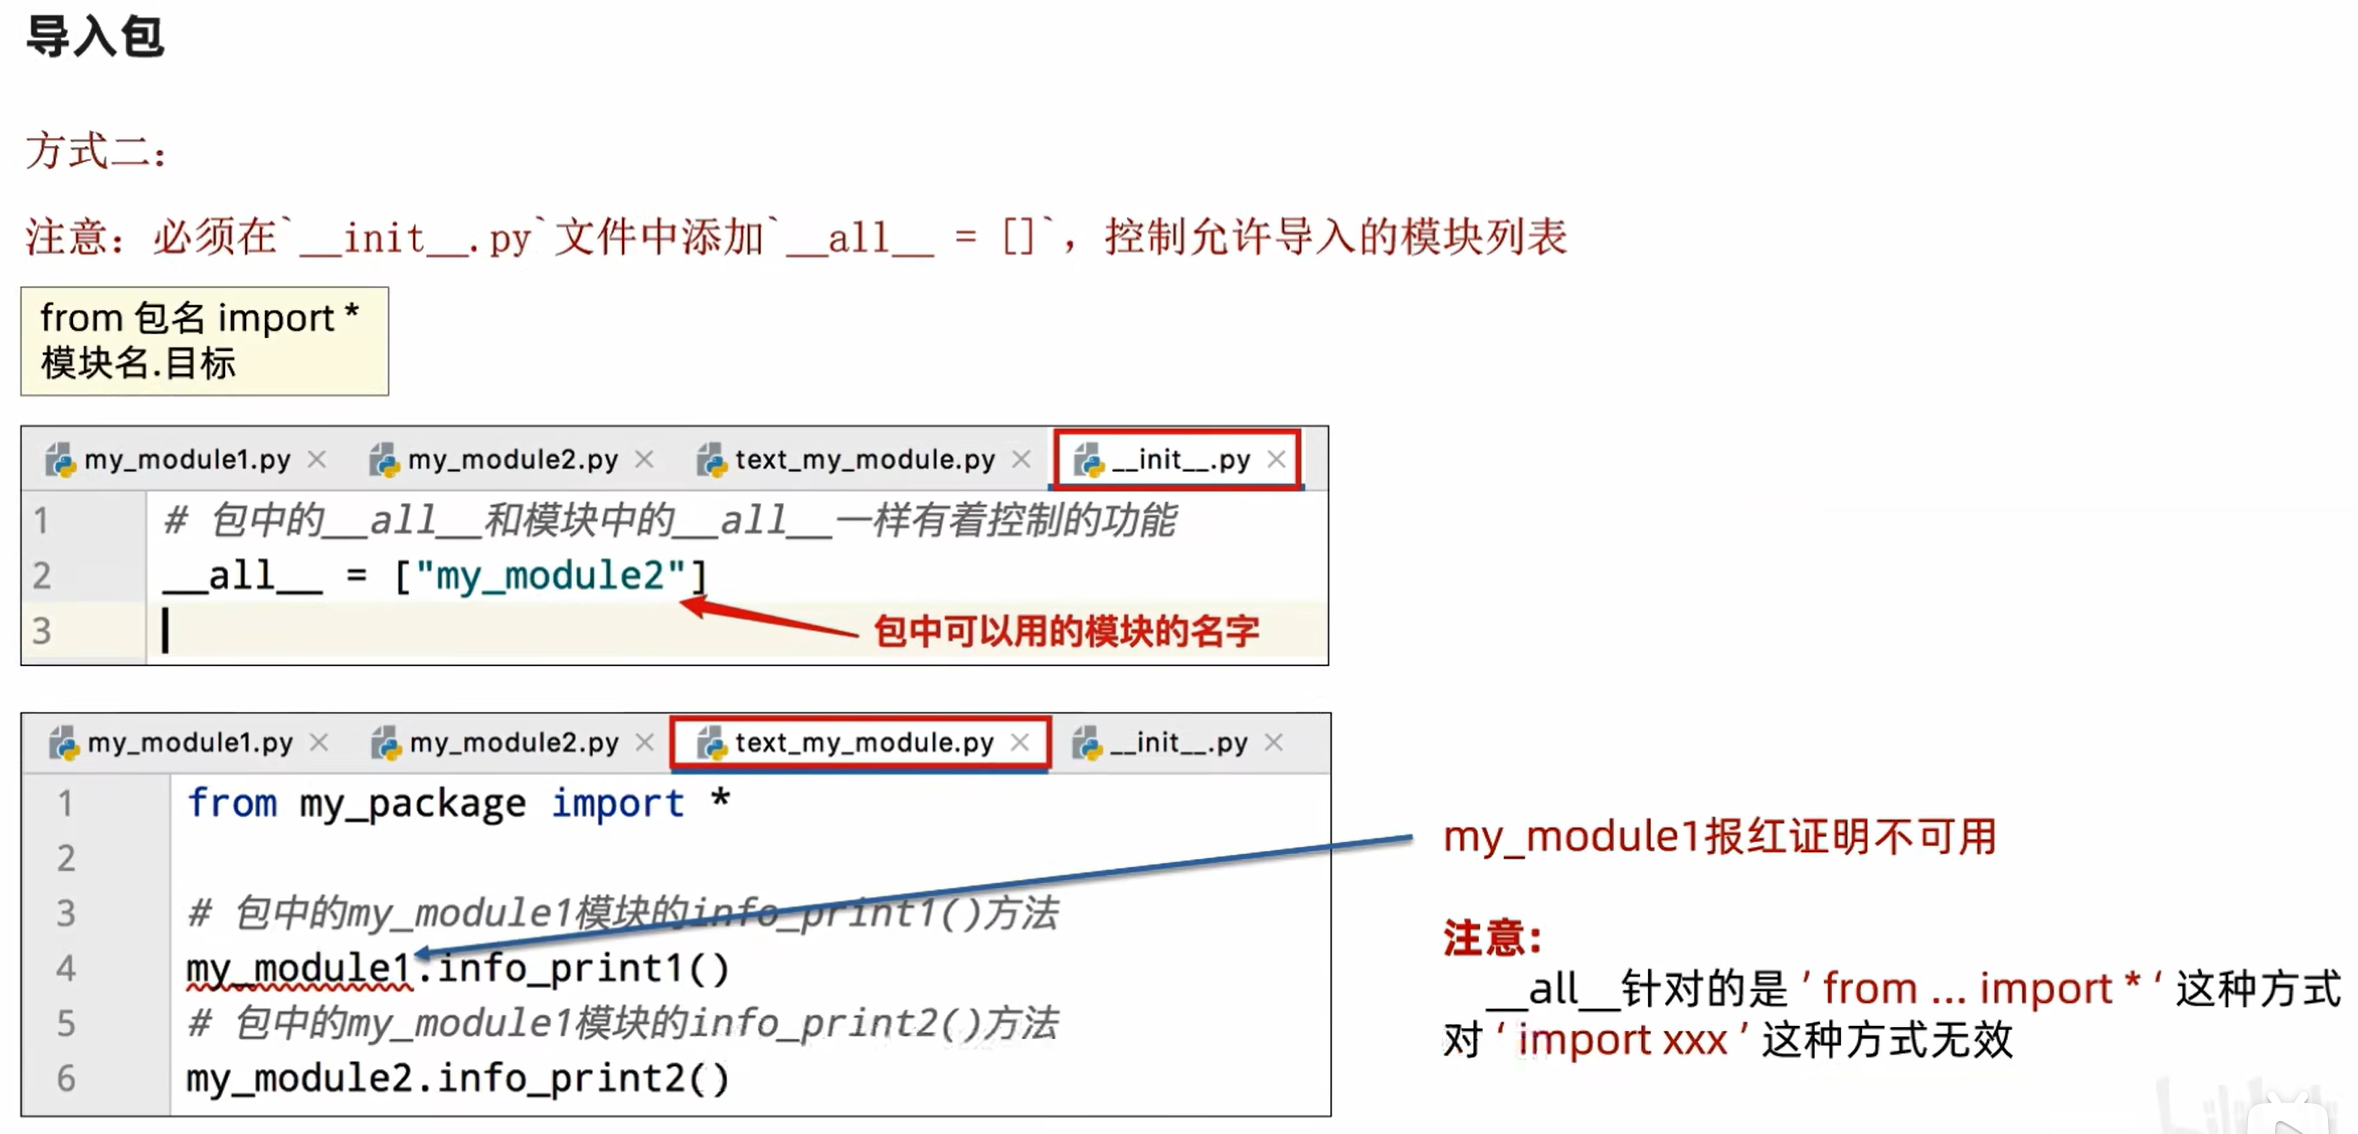 导入包
方式二：
注意：必须在`__init__.py`文件中添加`__all__ = []`，控制允许导入的模块列表
from 包名 import *
模块名.目标
my_module1.py × my_module2.py × text_my_module.py × __init__.py ×
1 # 包中的__all__和模块中的__all__一样有着控制的功能
2 __all__ = ["my_module2"]
3
包中可以用的模块的名字
my_module1.py × my_module2.py × text_my_module.py × __init__.py ×
1 from my_package import *
2
3 # 包中的my_module1模块的info_print1()方法
4 my_module1.info_print1()
5 # 包中的my_module1模块的info_print2()方法
6 my_module2.info_print2()
my_module1报红证明不可用
注意:
__all__针对的是 ’ from ... import * ‘ 这种方式
对 ‘ import xxx ’ 这种方式无效